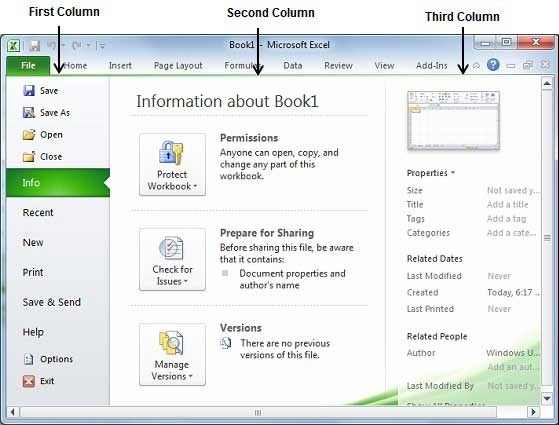 First Column
Second Column
Third Column
Book1 - Microsoft Excel
File Home Insert Page Layout Formulas Data Review View Add-Ins
Save
Save As
Open
Close
Info
Recent
New
Print
Save & Send
Help
Options
Exit
Information about Book1
Protect
Workbook
Permissions
Anyone can open, copy, and
change any part of this
workbook.
Check for
Issues
Prepare for Sharing
Before sharing this file, be aware
that it contains:
Document properties and
author's name
Manage
Versions
Versions
There are no previous
versions of this file.
Properties
Size Not saved y...
Title Add a title
Tags Add a tag
Categories Add a cate...
Related Dates
Last Modified Never
Created Today, 6:17 ...
Last Printed Never
Related People
Author Windows U...
Add an aut...
Last Modified By Not saved y...
Show All Properties